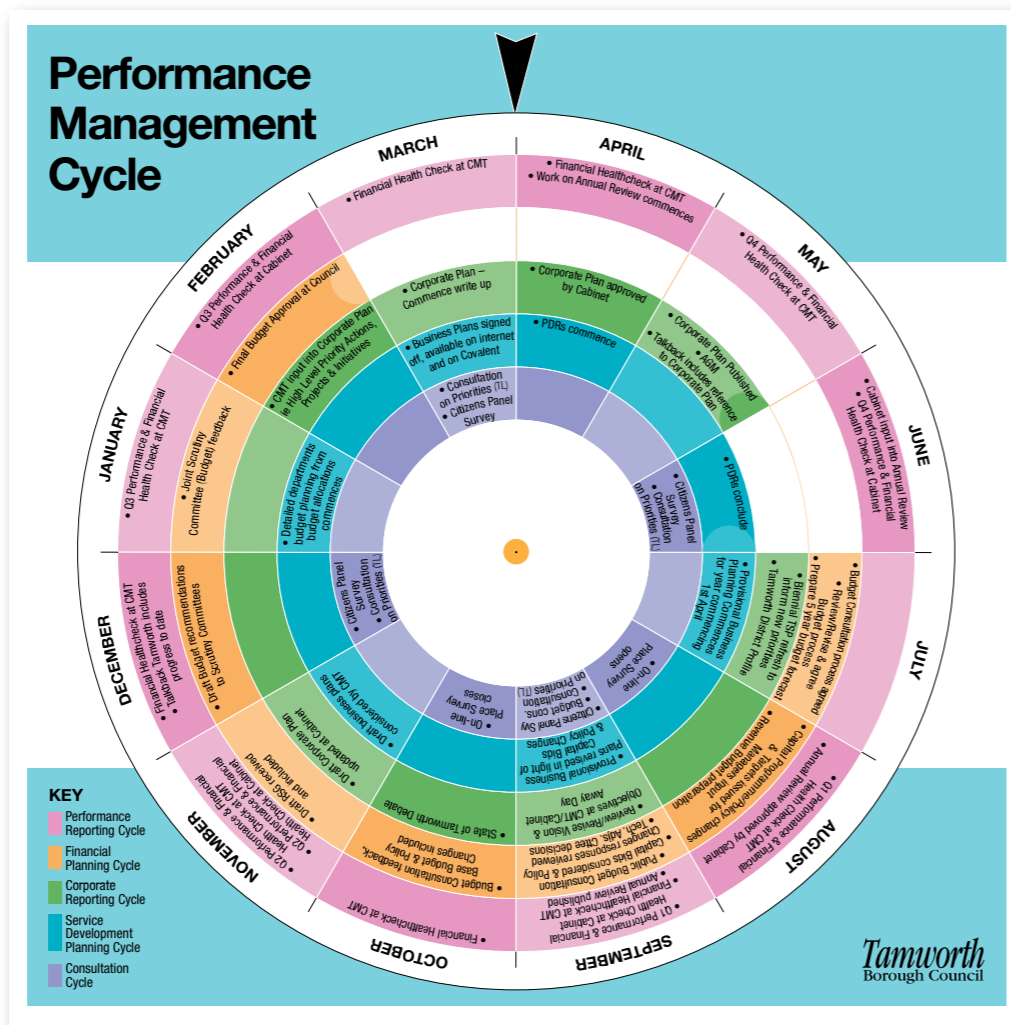 Performance
Management
Cycle
MARCH
• Financial Health Check at CMT
• Corporate Plan –
Commence write up
• Business Plans signed
off, available on internet
and on Covalent
• Consultation
on Priorities (TL)
• Citizens Panel
Survey
APRIL
• Financial Healthcheck at CMT
• Work on Annual Review commences
• Corporate Plan approved
by Cabinet
• PDRs commence
MAY
• Q4 Performance & Financial
Health Check at CMT
• Corporate Plan Published
• AGM
• Talkback includes reference
to Corporate Plan
JUNE
• Cabinet input into Annual Review
• Q4 Performance & Financial
Health Check at Cabinet
• PDRs conclude
• Citizens Panel
Survey
• Consultation
on Priorities (TL)
JULY
• Budget Consultation process agreed
• Review/Revise & agree
Budget process
• Prepare 5 year budget forecast
• Biennial TSP refresh to
inform new priorities
• Tamworth District Profile
• Provisional Business
Planning Commences
for year commencing
1st April
• On-line
Place Survey
opens
AUGUST
• Q1 Performance & Financial
Health check at CMT
• Annual Review approved by Cabinet
• Capital Programme/Policy Changes
& Targets issued for
Managers input
• Revenue Budget preparation
SEPTEMBER
• Q1 Performance & Financial
Health Check at Cabinet
• Financial Healthcheck at CMT
• Annual Review published
• Public Budget Consultation
• Capital Bids considered & Policy
Changes responses reviewed
• Tech. Adjs. Cttee decisions
• Review/Revise Vision &
Objectives at CMT/Cabinet
Away Day
• Provisional Business
Plans revised in light of
Capital Bids
& Policy Changes
• Citizens Panel Svy
• Budget cons.
• Consultation
on Priorities (TL)
OCTOBER
• Financial Healthcheck at CMT
• Budget Consultation feedback,
Base Budget & Policy
Changes included
• State of Tamworth Debate
• On-line
Place Survey
closes
NOVEMBER
• Q2 Performance & Financial
Health Check at CMT
• Q2 Performance & Financial
Health Check at Cabinet
• Draft RSG received
and included
• Draft Corporate Plan
updated at Cabinet
• Draft business plans
considered by CMT
DECEMBER
• Financial Healthcheck at CMT
• Talkback Tamworth includes
progress to date
• Draft Budget recommendations
to Scrutiny Committees
• Citizens Panel
Survey
• Consultation
on Priorities (TL)
JANUARY
• Q3 Performance & Financial
Health Check at CMT
• Joint Scrutiny
Committee (Budget) feedback
• Detailed departments
budget planning from
budget allocations
commences
FEBRUARY
• Q3 Performance & Financial
Health Check at Cabinet
• Final Budget Approval at Council
• CMT input into Corporate Plan
ie High Level Priority Actions,
Projects & Initiatives
KEY
Performance
Reporting Cycle
Financial
Planning Cycle
Corporate
Reporting Cycle
Service
Development
Planning Cycle
Consultation
Cycle
Tamworth
Borough Council